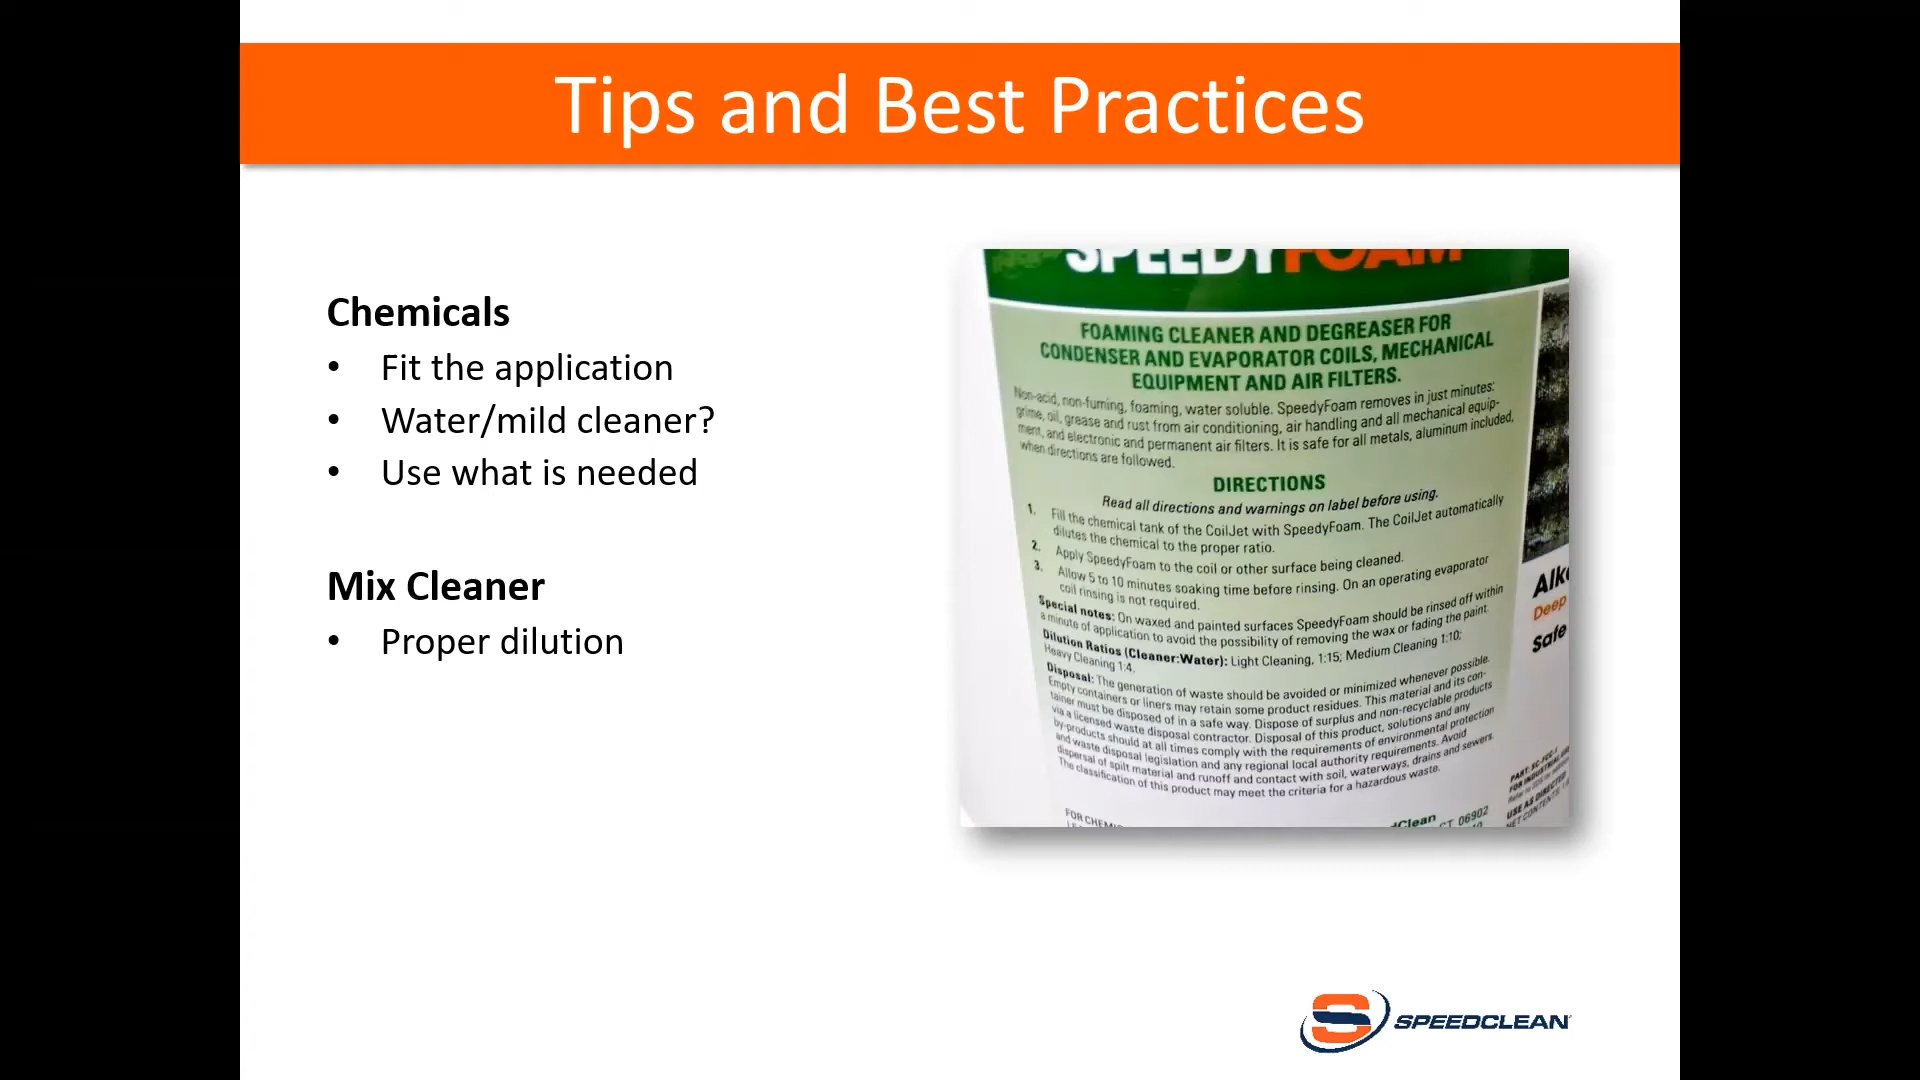 Tips and Best Practices
Chemicals
• Fit the application
• Water/mild cleaner?
• Use what is needed
Mix Cleaner
• Proper dilution
SPEEDYFOAM
FOAMING CLEANER AND DEGREASER FOR
CONDENSER AND EVAPORATOR COILS, MECHANICAL
EQUIPMENT AND AIR FILTERS.
Non-acid, non-fuming, foaming, water soluble. SpeedyFoam removes in just minutes:
grime, oil, grease and rust from air conditioning, air handling and all mechanical equip-
ment, and electronic and permanent air filters. It is safe for all metals, aluminum included,
when directions are followed.
DIRECTIONS
Read all directions and warnings on label before using.
1. Fill the chemical tank of the CoilJet with SpeedyFoam. The CoilJet automatically
dilutes the chemical to the proper ratio.
2. Apply SpeedyFoam to the coil or other surface being cleaned.
3. Allow 5 to 10 minutes soaking time before rinsing. On an operating evaporator
coil rinsing is not required.
Special notes: On waxed and painted surfaces SpeedyFoam should be rinsed off within
a minute of application to avoid the possibility of removing the wax or fading the paint.
Dilution Ratios (Cleaner:Water): Light Cleaning, 1:15; Medium Cleaning 1:10;
Heavy Cleaning 1:4.
Disposal: The generation of waste should be avoided or minimized whenever possible.
Empty containers or liners may retain some product residues. This material and its con-
tainer must be disposed of in a safe way. Dispose of surplus and non-recyclable products
via a licensed waste disposal contractor. Disposal of this product, solutions and any
by-products should at all times comply with the requirements of environmental protection
and waste disposal legislation and any regional local authority requirements. Avoid
dispersal of spilt material and runoff and contact with soil, waterways, drains and sewers.
The classification of this product may meet the criteria for a hazardous waste.
FOR CHEMI
dClean
CT 06902
Alk
Deep
Safe
USE AS DIRECTED
NET CONTENTS:
SPEEDCLEAN